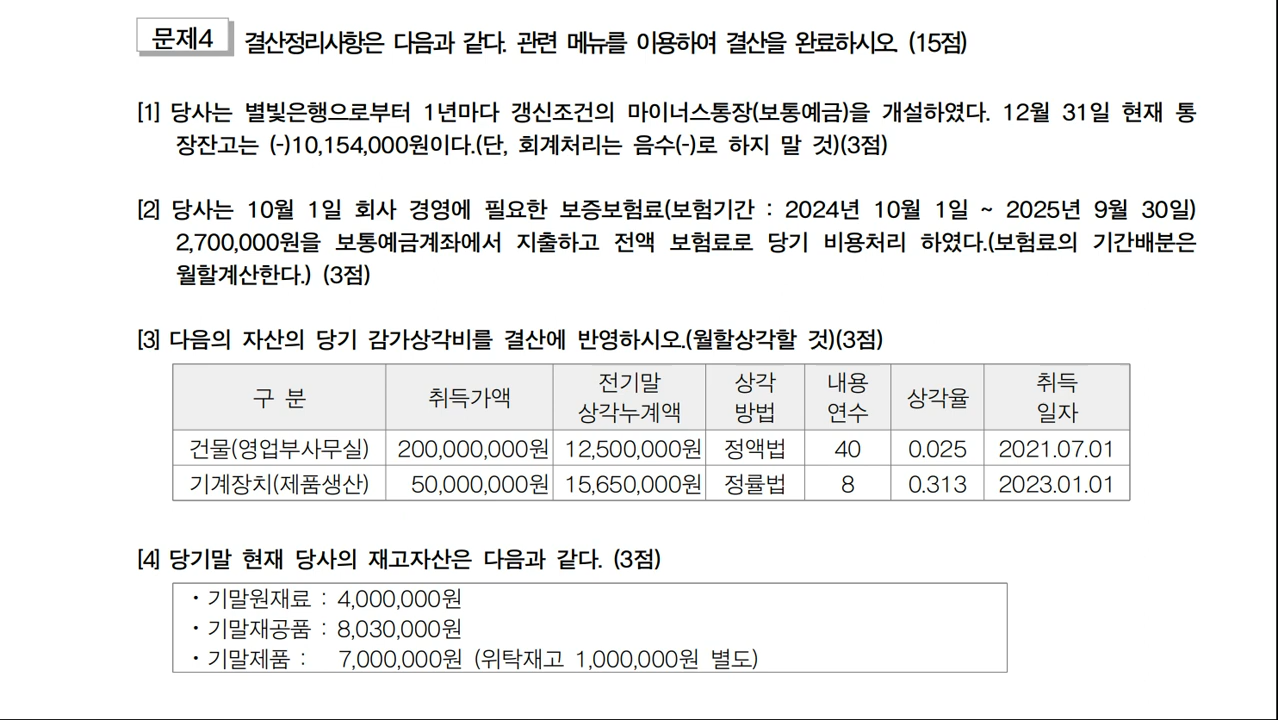 문제4 결산정리사항은 다음과 같다. 관련 메뉴를 이용하여 결산을 완료하시오. (15점)
[1] 당사는 별빛은행으로부터 1년마다 갱신조건의 마이너스통장(보통예금)을 개설하였다. 12월 31일 현재 통
장잔고는 (-)10,154,000원이다.(단, 회계처리는 음수(-)로 하지 말 것)(3점)
[2] 당사는 10월 1일 회사 경영에 필요한 보증보험료(보험기간 : 2024년 10월 1일 ~ 2025년 9월 30일)
2,700,000원을 보통예금계좌에서 지출하고 전액 보험료로 당기 비용처리 하였다.(보험료의 기간배분은
월할계산한다.) (3점)
[3] 다음의 자산의 당기 감가상각비를 결산에 반영하시오.(월할상각할 것)(3점)
구 분 취득가액 전기말 상각누계액 상각 방법 내용 연수 상각율 취득 일자
건물(영업부사무실) 200,000,000원 12,500,000원 정액법 40 0.025 2021.07.01
기계장치(제품생산) 50,000,000원 15,650,000원 정률법 8 0.313 2023.01.01
[4] 당기말 현재 당사의 재고자산은 다음과 같다. (3점)
・기말원재료 : 4,000,000원
・기말재공품 : 8,030,000원
・기말제품 : 7,000,000원 (위탁재고 1,000,000원 별도)